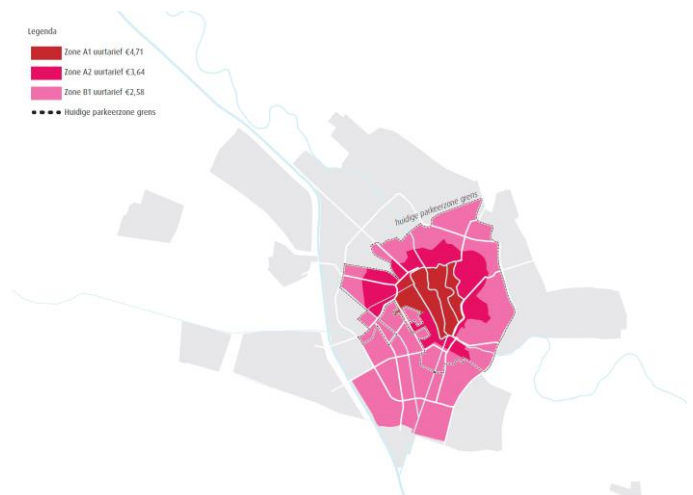 Legenda
Zone A1 uurtarief €4,71
Zone A2 uurtarief €3,64
Zone B1 uurtarief €2,58
Huidige parkeerzone grens
huidige parkeerzone grens